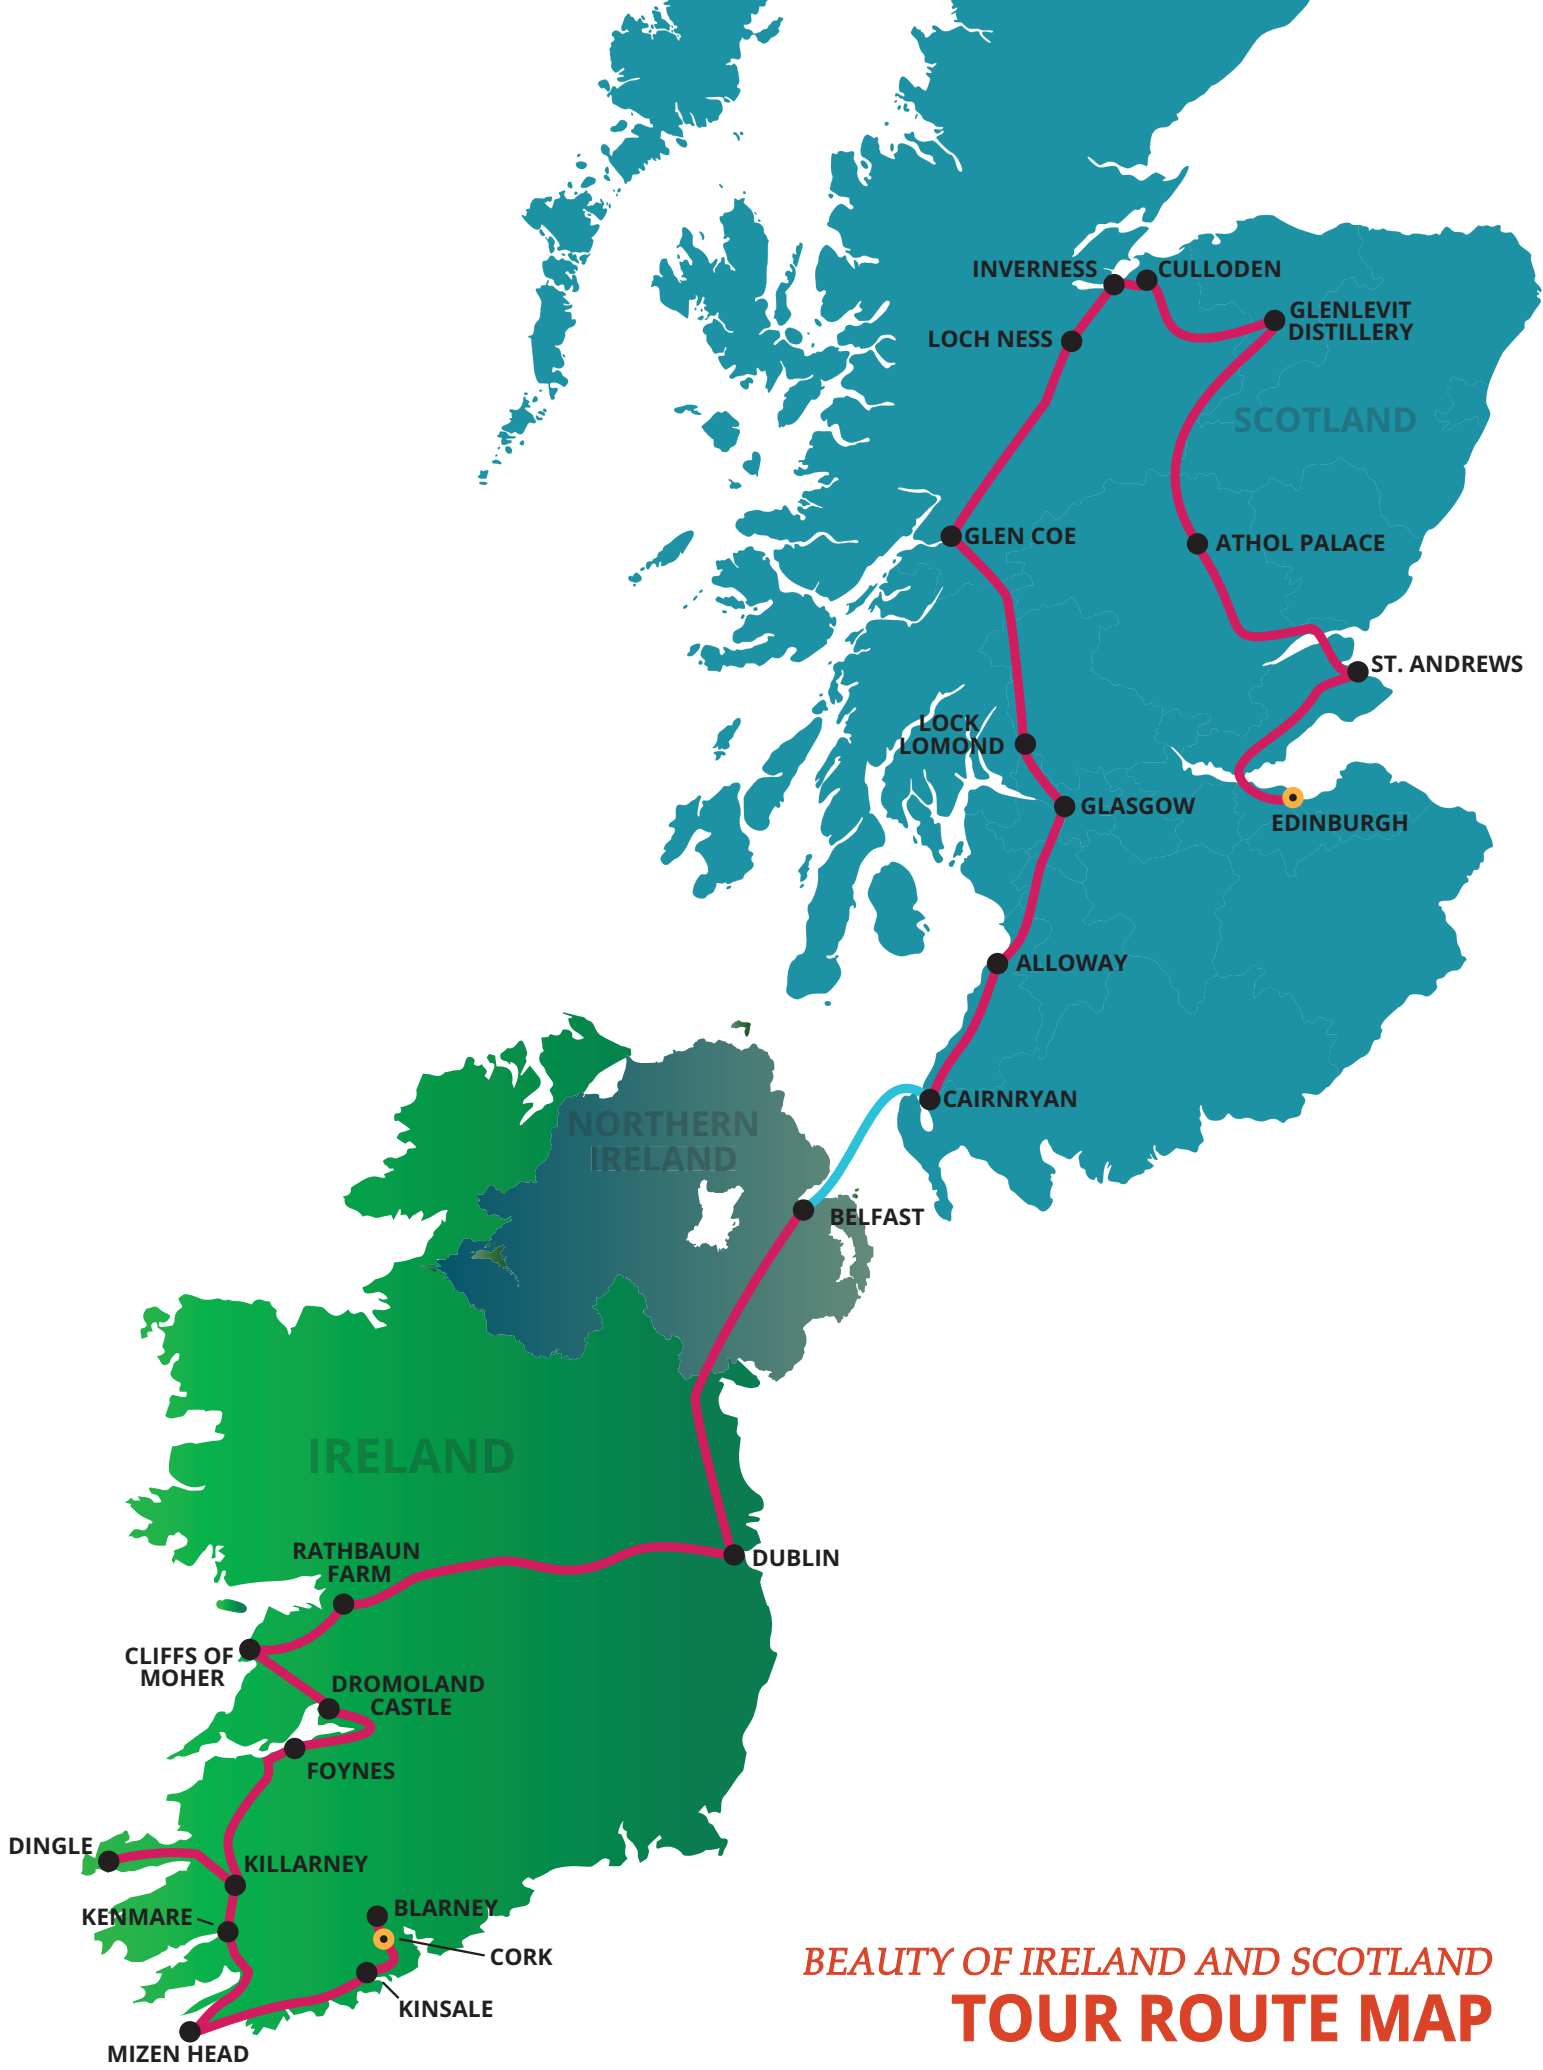 INVERNESS
CULLODEN
GLENLEVIT
DISTILLERY
LOCH NESS
SCOTLAND
GLEN COE
ATHOL PALACE
ST. ANDREWS
LOCK
LOMOND
GLASGOW
EDINBURGH
ALLOWAY
CAIRNRYAN
NORTHERN
IRELAND
BELFAST
IRELAND
RATHBAUN
FARM
DUBLIN
CLIFFS OF
MOHER
DROMOLAND
CASTLE
FOYNES
DINGLE
KILLARNEY
BLARNEY
KENMARE
CORK
KINSALE
MIZEN HEAD
BEAUTY OF IRELAND AND SCOTLAND
TOUR ROUTE MAP